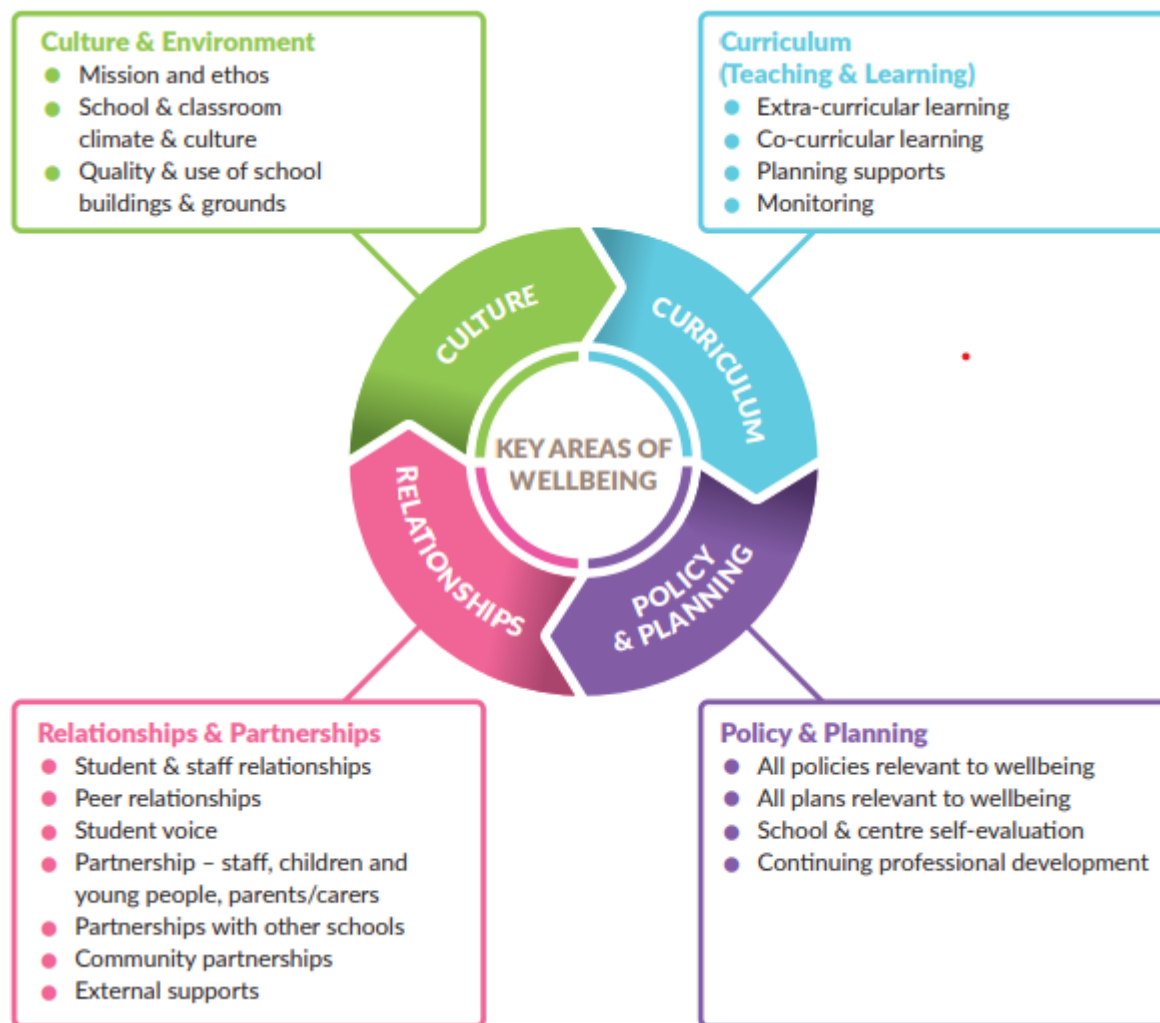 Culture & Environment
Mission and ethos
School & classroom
climate & culture
Quality & use of school
buildings & grounds
Curriculum
(Teaching & Learning)
Extra-curricular learning
Co-curricular learning
Planning supports
Monitoring
CULTURE
CURRICULUM
KEY AREAS OF
WELLBEING
RELATIONSHIPS
POLICY
& PLANNING
Relationships & Partnerships
Student & staff relationships
Peer relationships
Student voice
Partnership – staff, children and
young people, parents/carers
Partnerships with other schools
Community partnerships
External supports
Policy & Planning
All policies relevant to wellbeing
All plans relevant to wellbeing
School & centre self-evaluation
Continuing professional development